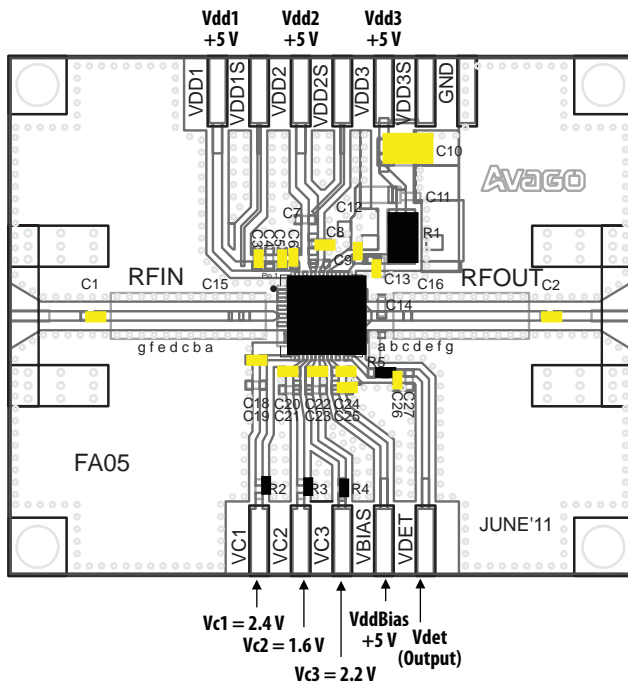 Vdd1 Vdd2 Vdd3
+5 V +5 V +5 V
VDD1
VDD1S
VDD2
VDD2S
VDD3
VDD3S
GND
C10
AVAGO
C11
C12
C7
C8
R1
C3
C4
C5
C6
C9
C13
Pin 1
RFIN
RFOUT
C1
C15
C14
C16
C2
g f e d c b a
a b c d e f g
R5
C18
C19
C20
C21
C22
C23
C24
C25
C26
C27
FA05
R2
R3
R4
VC1
VC2
VC3
VBIAS
VDET
JUNE'11
Vc1 = 2.4 V
Vc2 = 1.6 V
Vc3 = 2.2 V
VddBias
+5 V
Vdet
(Output)